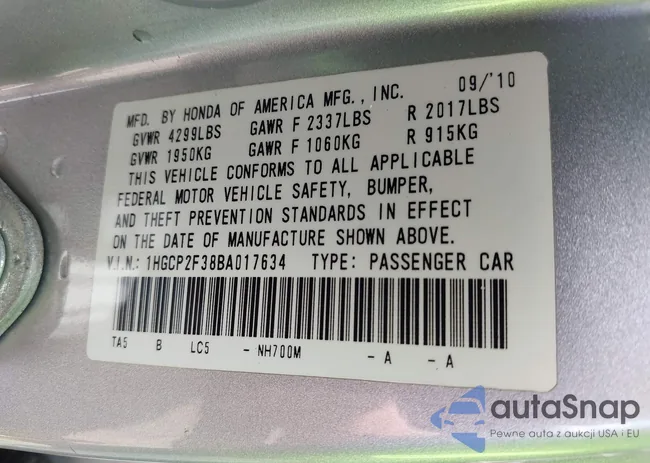 MFD. BY HONDA OF AMERICA MFG., INC. 09/'10
GVWR 4299LBS GAWR F 2337LBS R 2017LBS
GVWR 1950KG GAWR F 1060KG R 915KG
THIS VEHICLE CONFORMS TO ALL APPLICABLE
FEDERAL MOTOR VEHICLE SAFETY, BUMPER,
AND THEFT PREVENTION STANDARDS IN EFFECT
ON THE DATE OF MANUFACTURE SHOWN ABOVE.
V.I.N.: 1HGCP2F38BA017634 TYPE: PASSENGER CAR
TA5 B LC5 - NH700M - A - A
autaSnap
Pewne auta z aukcji USA i EU